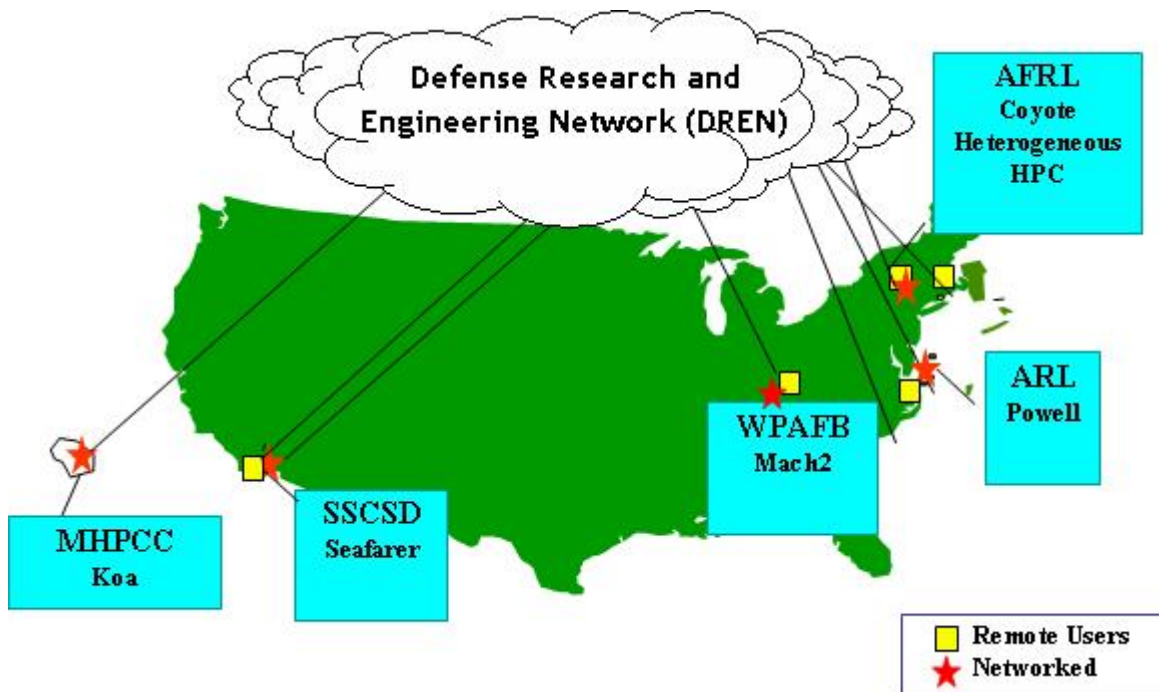 Defense Research and
Engineering Network (DREN)
AFRL
Coyote
Heterogeneous
HPC
ARL
Powell
WPAFB
Mach2
SSCSD
Seafarer
MHPCC
Koa
Remote Users
Networked